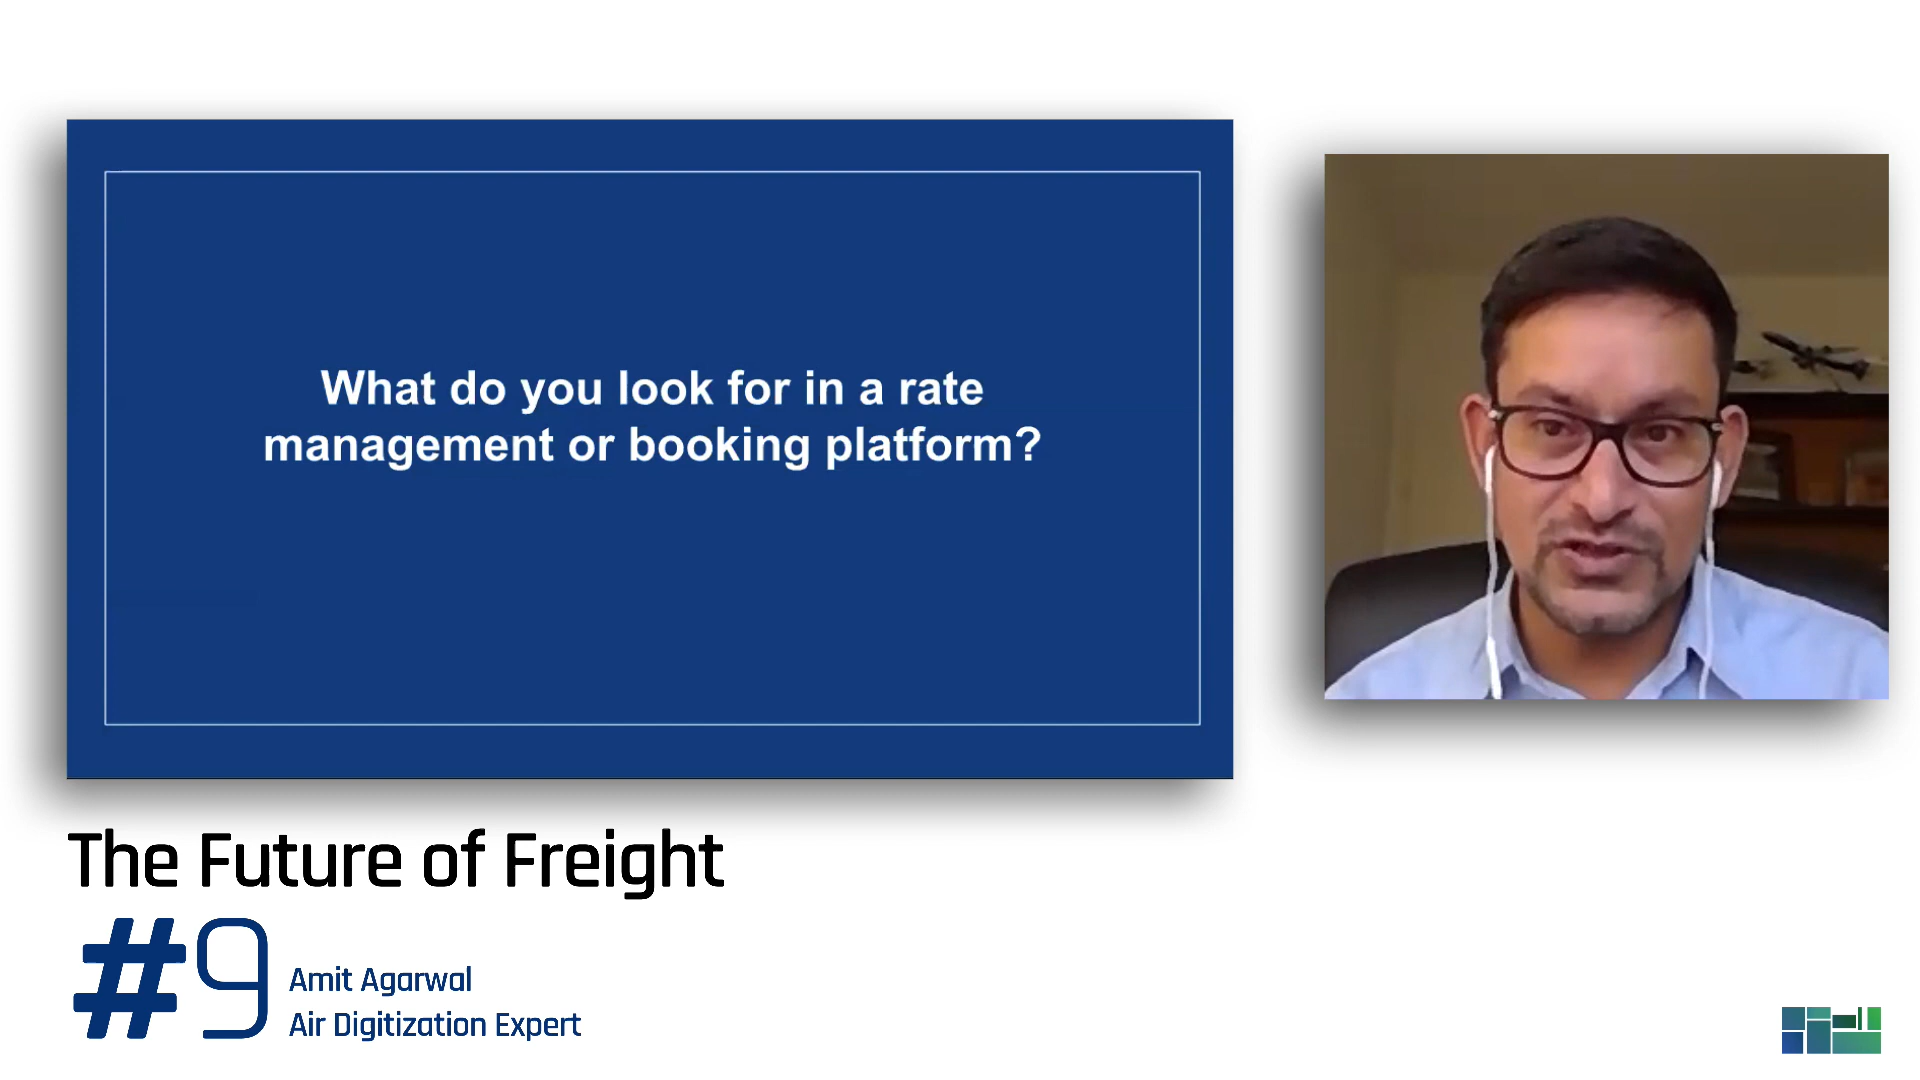 What do you look for in a rate
management or booking platform?
The Future of Freight
#9
Amit Agarwal
Air Digitization Expert